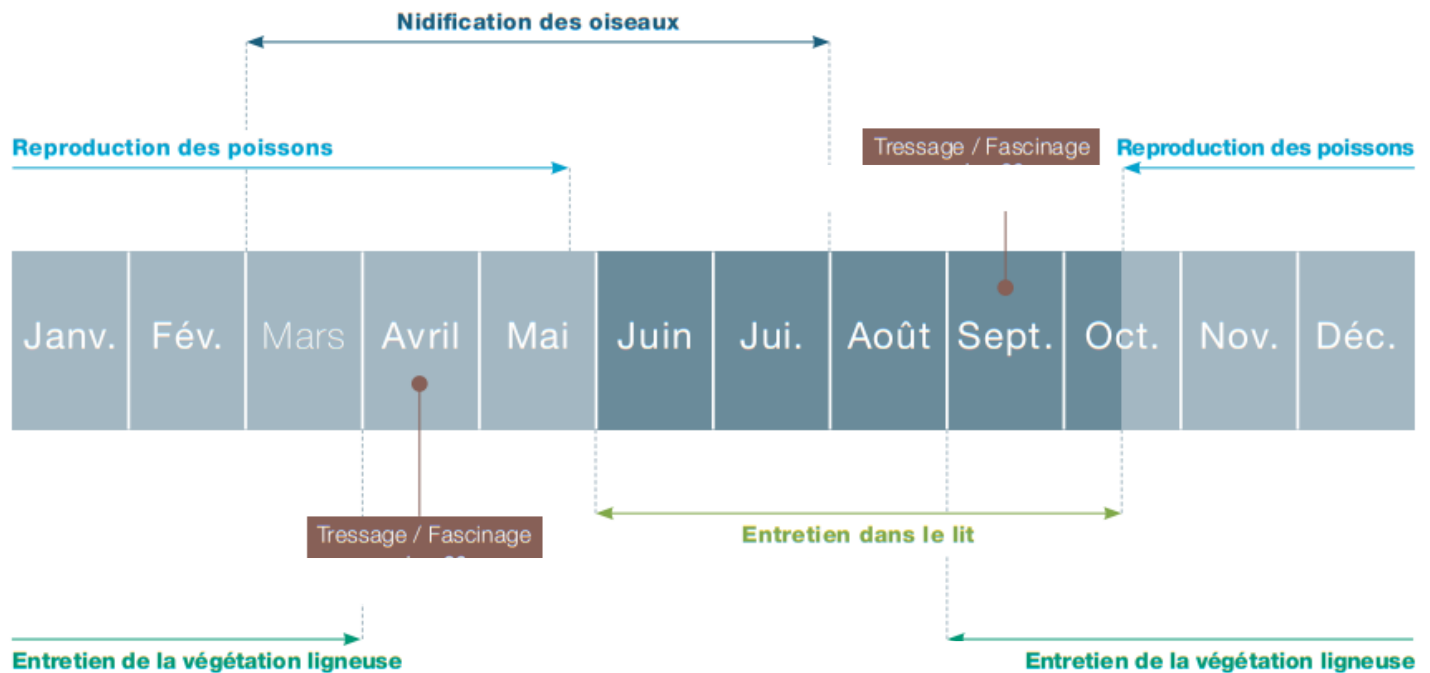 Nidification des oiseaux
Reproduction des poissons
Tressage / Fascinage
Reproduction des poissons
Janv. Fév. Mars Avril Mai Juin Jui. Août Sept. Oct. Nov. Déc.
Tressage / Fascinage
Entretien dans le lit
Entretien de la végétation ligneuse
Entretien de la végétation ligneuse